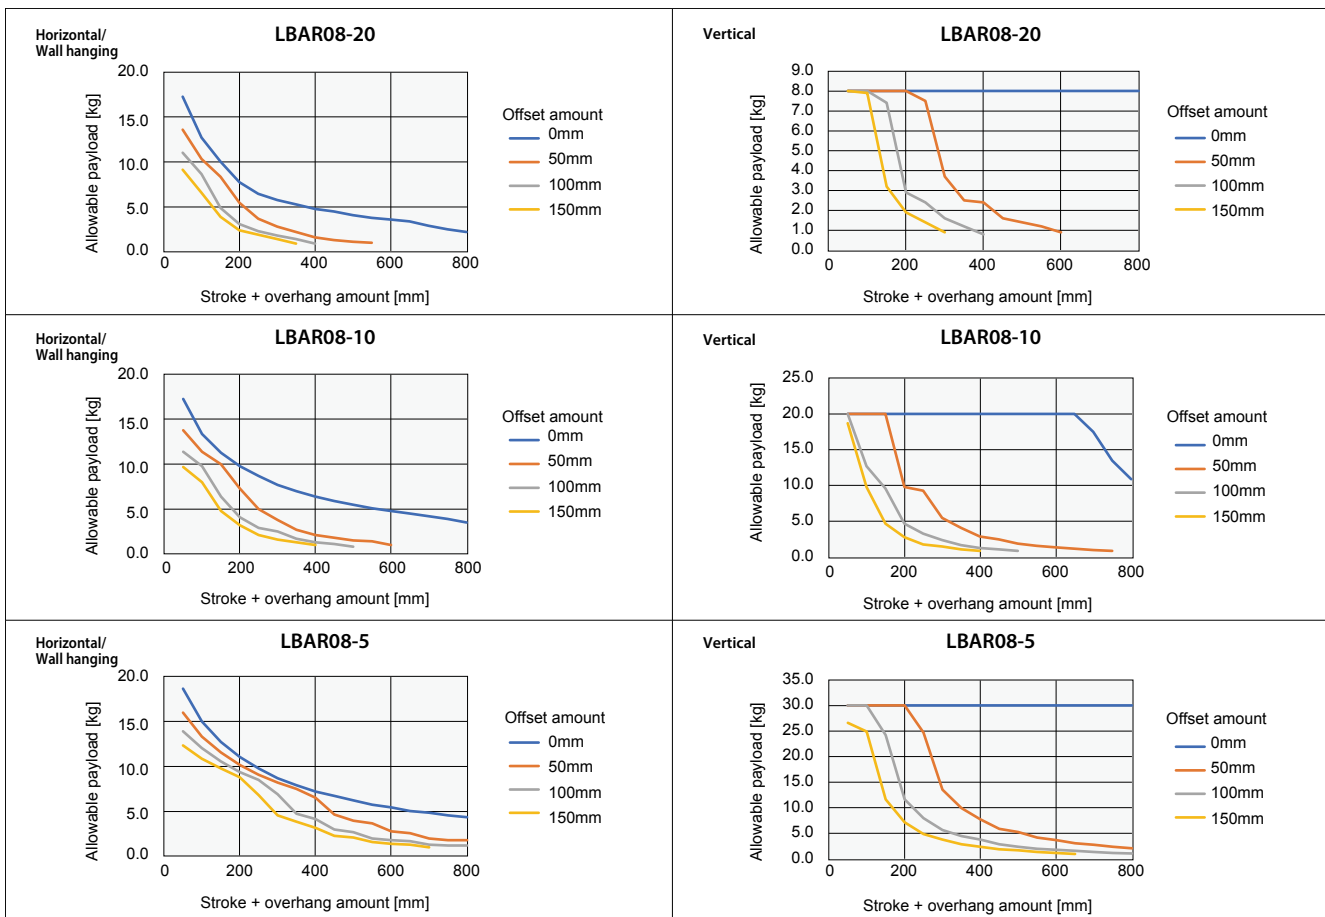 Horizontal/
Wall hanging
LBAR08-20
Allowable payload [kg]
20.0
15.0
10.0
5.0
0.0
0 200 400 600 800
Stroke + overhang amount [mm]
Offset amount
0mm
50mm
100mm
150mm
Vertical
LBAR08-20
Allowable payload [kg]
9.0
8.0
7.0
6.0
5.0
4.0
3.0
2.0
1.0
0.0
0 200 400 600 800
Stroke + overhang amount [mm]
Offset amount
0mm
50mm
100mm
150mm
Horizontal/
Wall hanging
LBAR08-10
Allowable payload [kg]
20.0
15.0
10.0
5.0
0.0
0 200 400 600 800
Stroke + overhang amount [mm]
Offset amount
0mm
50mm
100mm
150mm
Vertical
LBAR08-10
Allowable payload [kg]
25.0
20.0
15.0
10.0
5.0
0.0
0 200 400 600 800
Stroke + overhang amount [mm]
Offset amount
0mm
50mm
100mm
150mm
Horizontal/
Wall hanging
LBAR08-5
Allowable payload [kg]
20.0
15.0
10.0
5.0
0.0
0 200 400 600 800
Stroke + overhang amount [mm]
Offset amount
0mm
50mm
100mm
150mm
Vertical
LBAR08-5
Allowable payload [kg]
35.0
30.0
25.0
20.0
15.0
10.0
5.0
0.0
0 200 400 600 800
Stroke + overhang amount [mm]
Offset amount
0mm
50mm
100mm
150mm